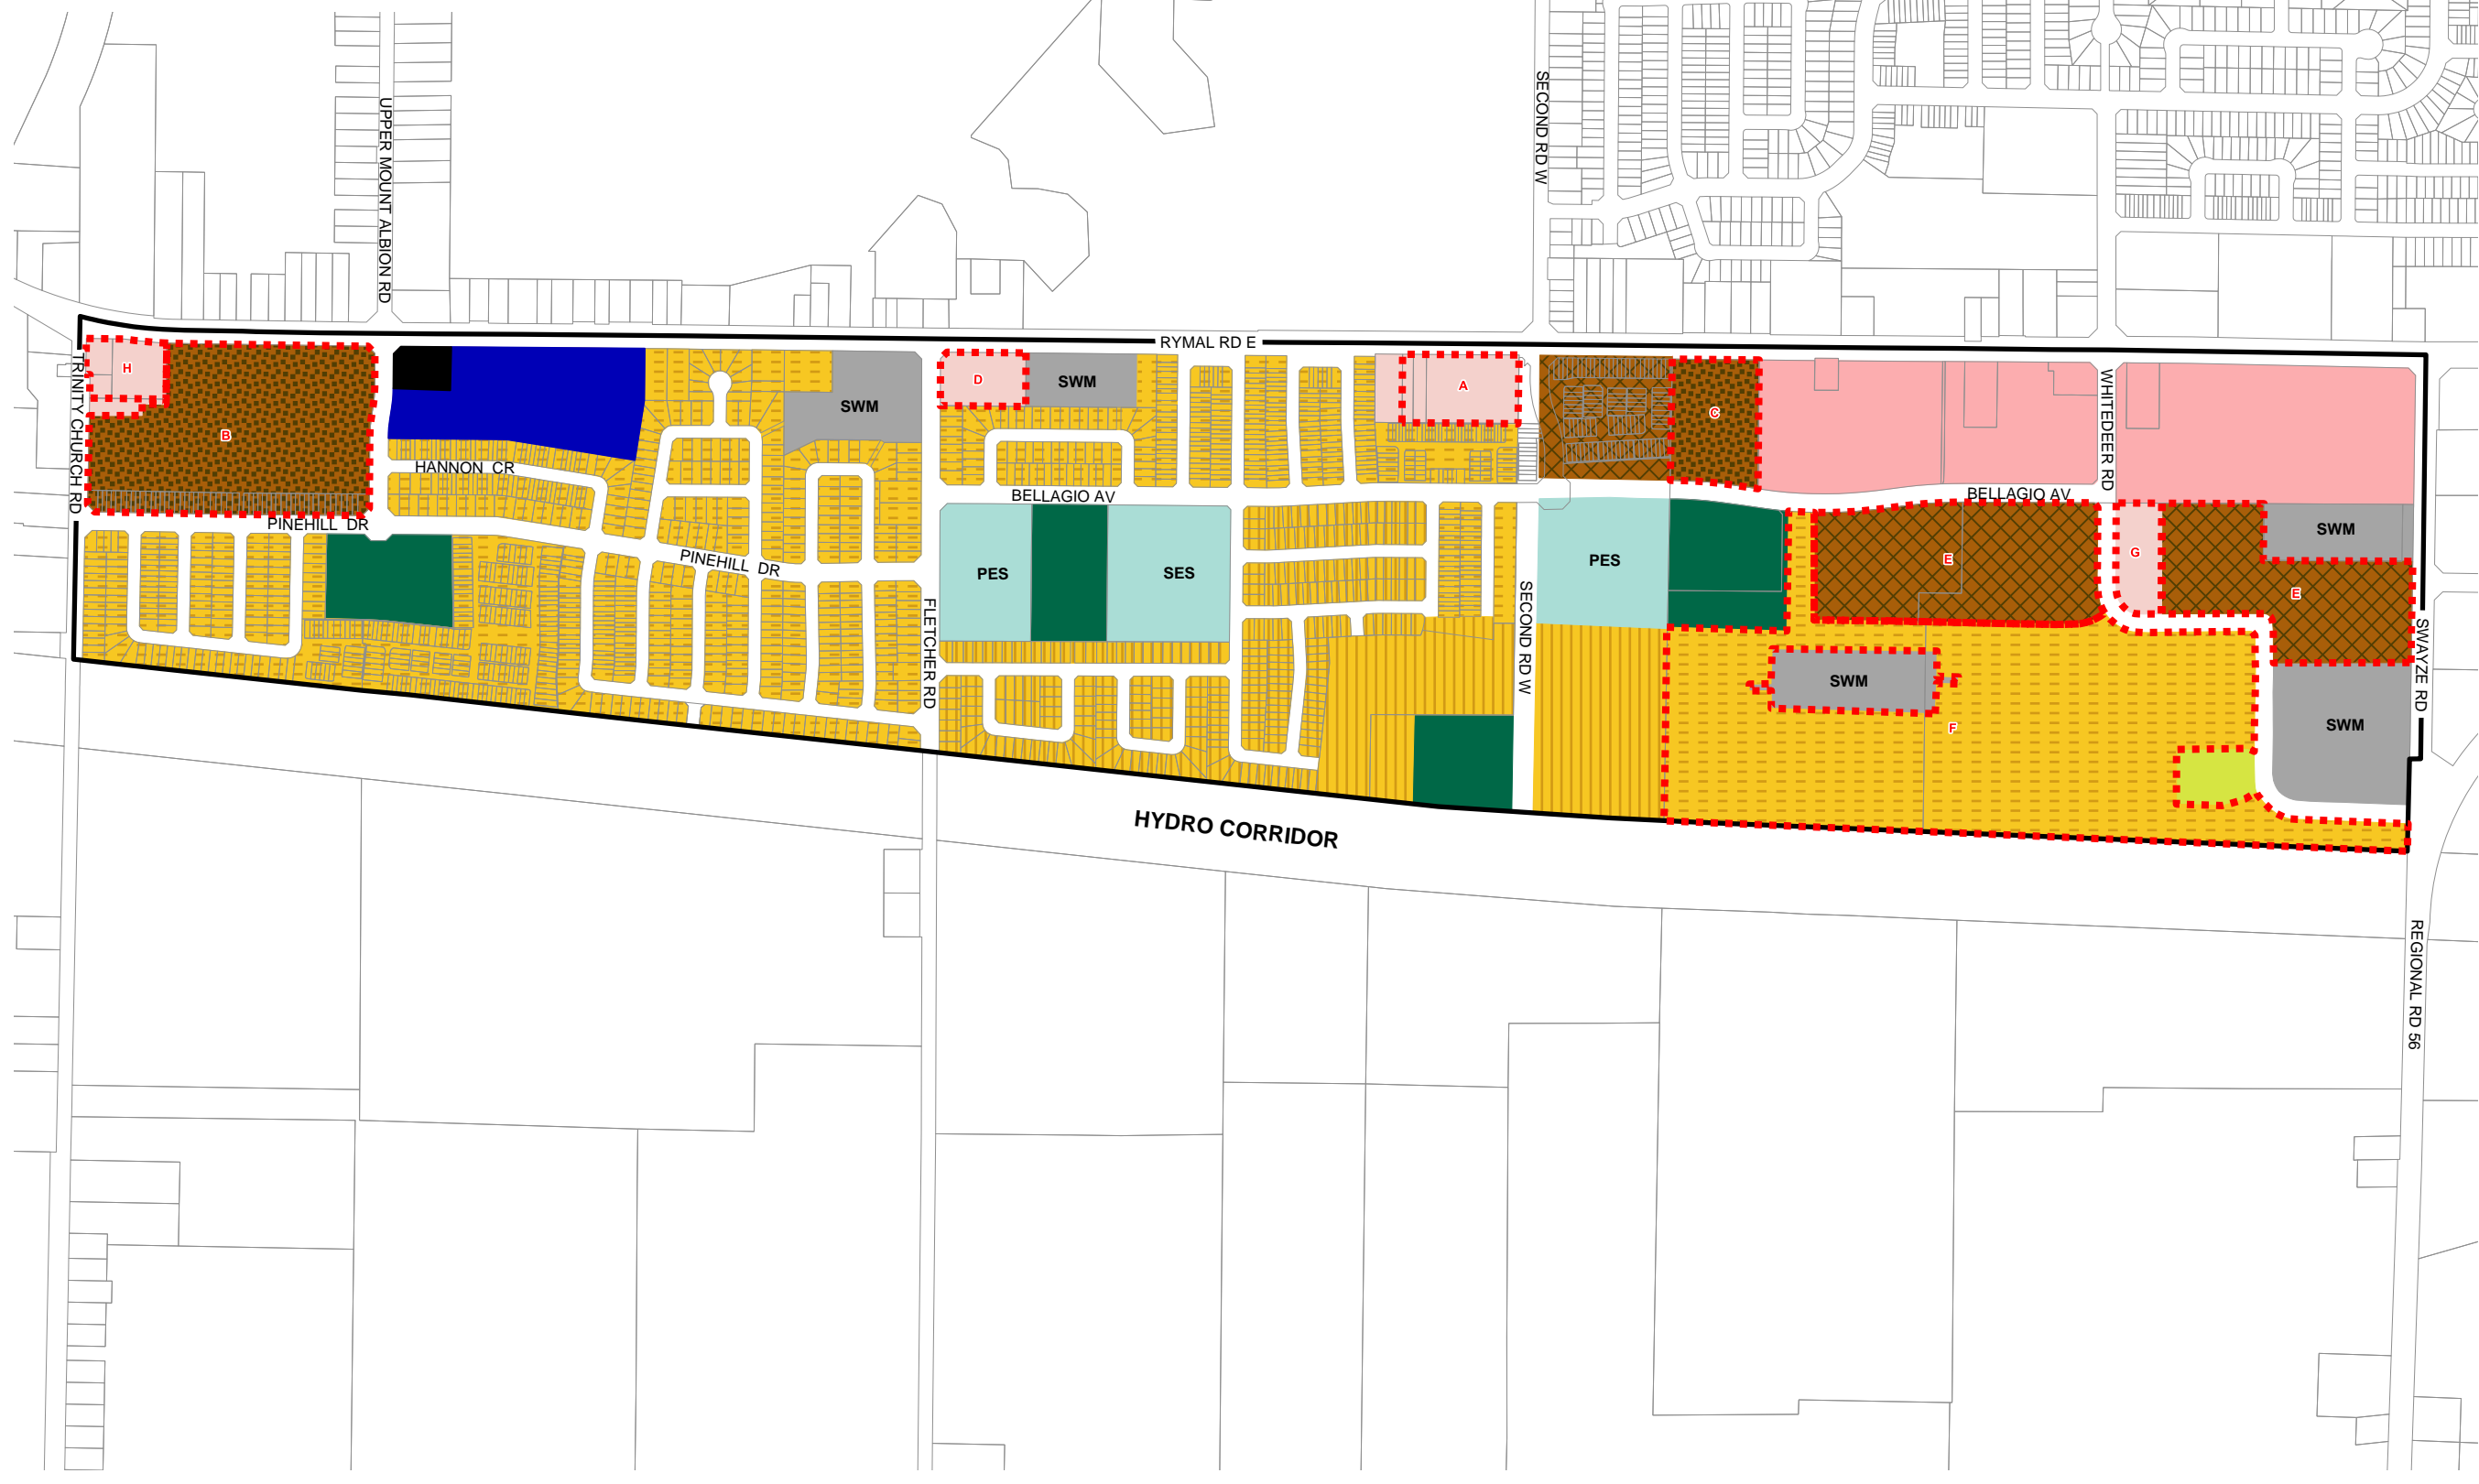 UPPER MOUNT ALBION RD
SECOND RD W
RYMAL RD E
TRINITY CHURCH RD
H
B
SWM
D
SWM
A
C
WHITEDEER RD
HANNON CR
BELLAGIO AV
BELLAGIO AV
PINEHILL DR
PINEHILL DR
PES
SES
PES
E
G
SWM
E
FLETCHER RD
SECOND RD W
SWAYZE RD
SWM
F
SWM
HYDRO CORRIDOR
REGIONAL RD 56